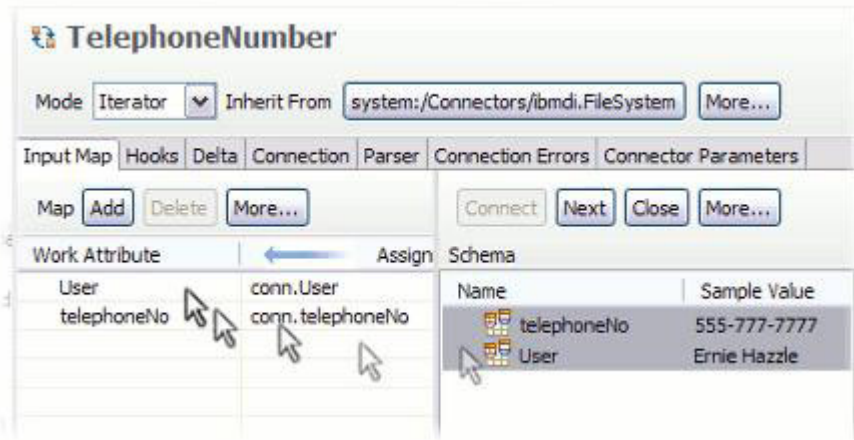 TelephoneNumber
Mode Iterator Inherit From system:/Connectors/ibmdi.FileSystem More...
Input Map Hooks Delta Connection Parser Connection Errors Connector Parameters
Map Add Delete More... Connect Next Close More...
Work Attribute Assign Schema
User conn.User Name Sample Value
telephoneNo conn.telephoneNo telephoneNo 555-777-7777
User Ernie Hazzle